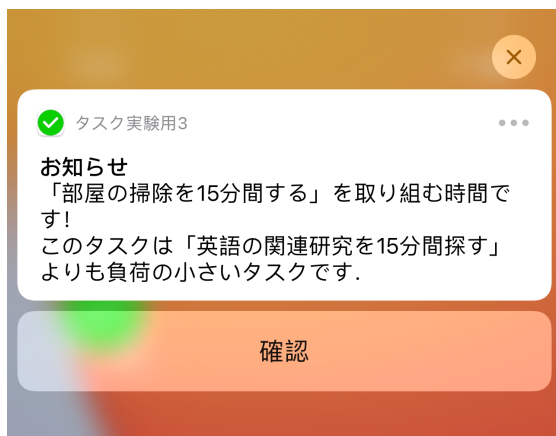 タスク実験用3
お知らせ
「部屋の掃除を15分間する」を取り組む時間で
す!
このタスクは「英語の関連研究を15分間探す」
よりも負荷の小さいタスクです.
確認